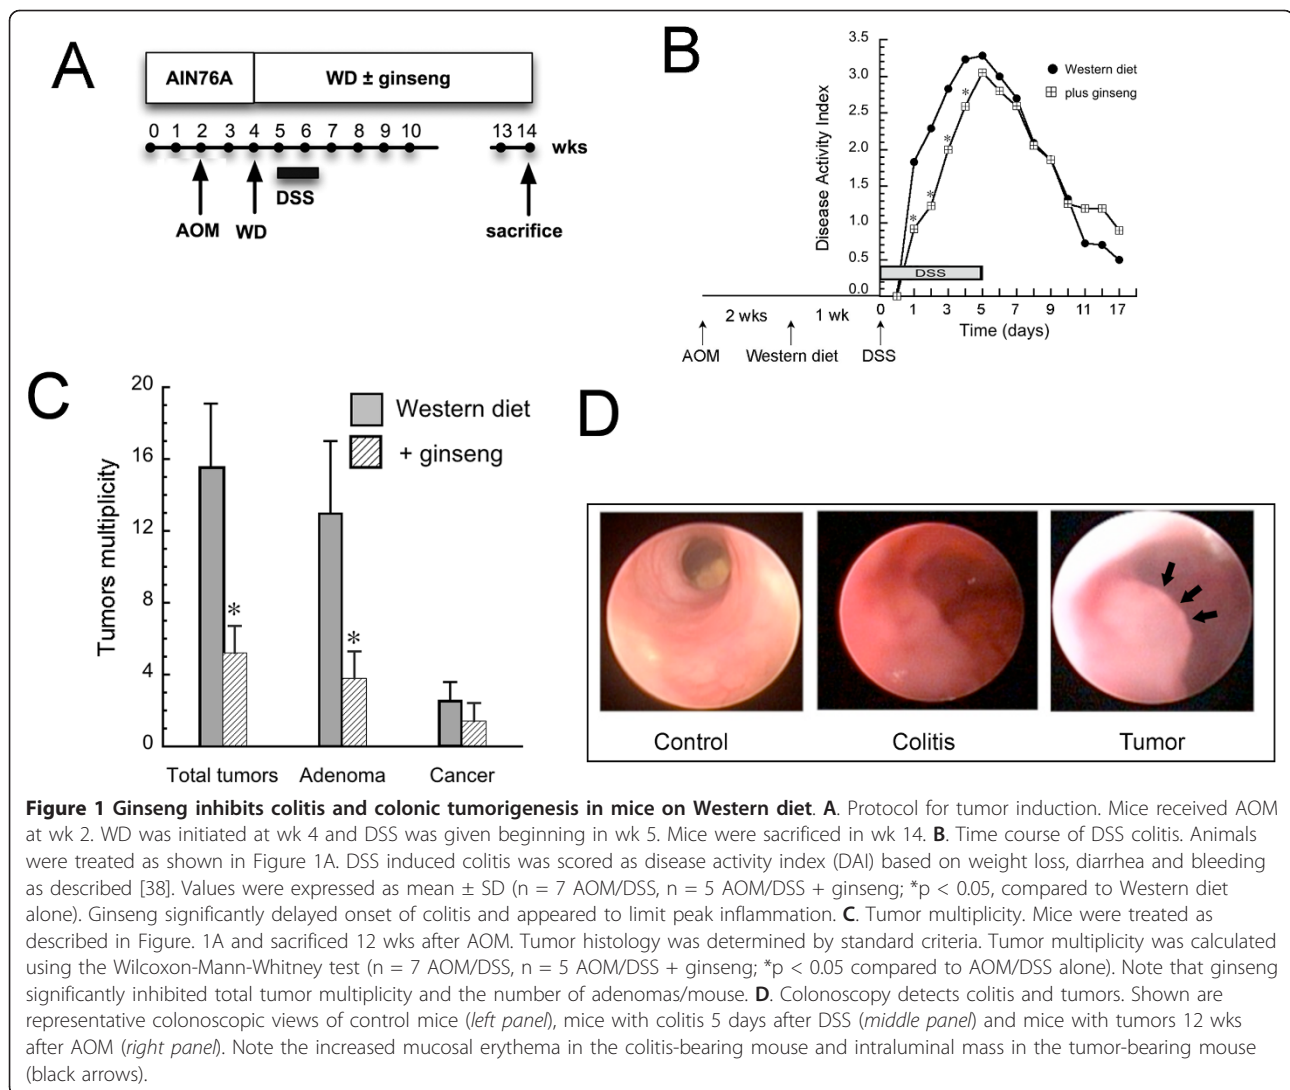 A
AIN76A
WD ± ginseng
0 1 2 3 4 5 6 7 8 9 10 13 14 wks
DSS
AOM WD sacrifice
B
3.5
3.0
2.5
2.0
1.5
1.0
0.5
0.0
Disease Activity Index
Western diet
plus ginseng
* * * *
DSS
0 1 3 5 7 9 11 17
Time (days)
2 wks 1 wk
AOM Western diet DSS
C
20
16
12
8
4
0
Tumors multiplicity
Western diet
+ ginseng
* *
Total tumors Adenoma Cancer
D
Control Colitis Tumor
Figure 1 Ginseng inhibits colitis and colonic tumorigenesis in mice on Western diet. A. Protocol for tumor induction. Mice received AOM
at wk 2. WD was initiated at wk 4 and DSS was given beginning in wk 5. Mice were sacrificed in wk 14. B. Time course of DSS colitis. Animals
were treated as shown in Figure 1A. DSS induced colitis was scored as disease activity index (DAI) based on weight loss, diarrhea and bleeding
as described [38]. Values were expressed as mean ± SD (n = 7 AOM/DSS, n = 5 AOM/DSS + ginseng; *p < 0.05, compared to Western diet
alone). Ginseng significantly delayed onset of colitis and appeared to limit peak inflammation. C. Tumor multiplicity. Mice were treated as
described in Figure. 1A and sacrificed 12 wks after AOM. Tumor histology was determined by standard criteria. Tumor multiplicity was calculated
using the Wilcoxon-Mann-Whitney test (n = 7 AOM/DSS, n = 5 AOM/DSS + ginseng; *p < 0.05 compared to AOM/DSS alone). Note that ginseng
significantly inhibited total tumor multiplicity and the number of adenomas/mouse. D. Colonoscopy detects colitis and tumors. Shown are
representative colonoscopic views of control mice (left panel), mice with colitis 5 days after DSS (middle panel) and mice with tumors 12 wks
after AOM (right panel). Note the increased mucosal erythema in the colitis-bearing mouse and intraluminal mass in the tumor-bearing mouse
(black arrows).